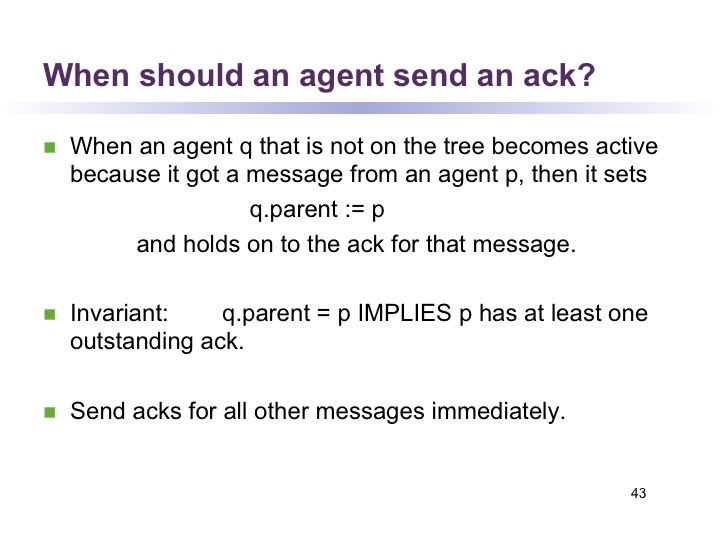 When should an agent send an ack?
When an agent q that is not on the tree becomes active
because it got a message from an agent p, then it sets
q.parent := p
and holds on to the ack for that message.
Invariant: q.parent = p IMPLIES p has at least one
outstanding ack.
Send acks for all other messages immediately.
43